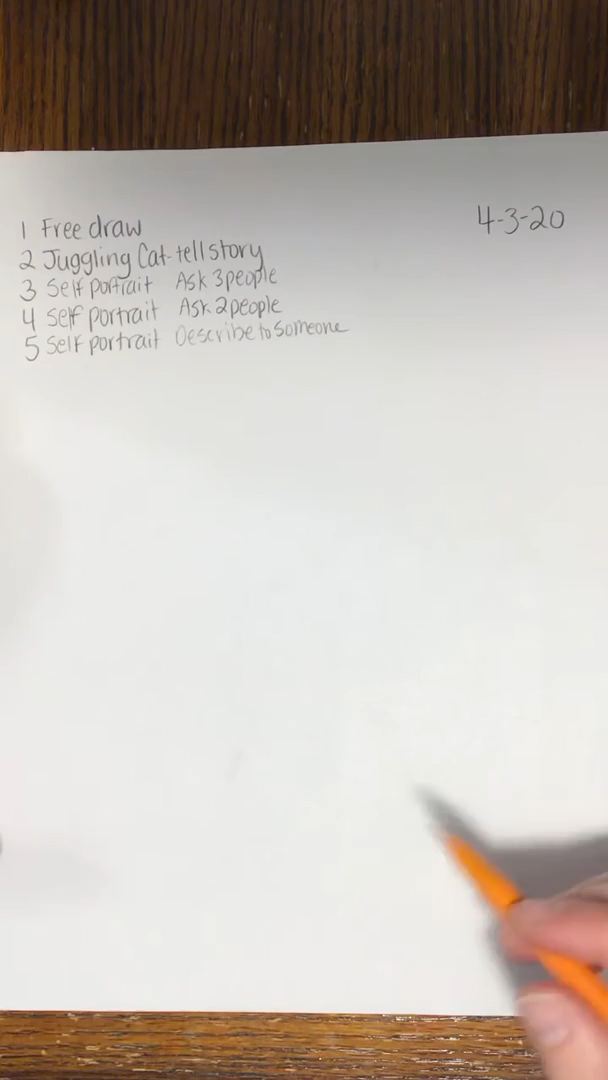 4-3-20
1 Free draw
2 Juggling Cat-tell story
3 Self portrait Ask 3 people
4 Self portrait Ask 2 people
5 Self portrait Describe to someone